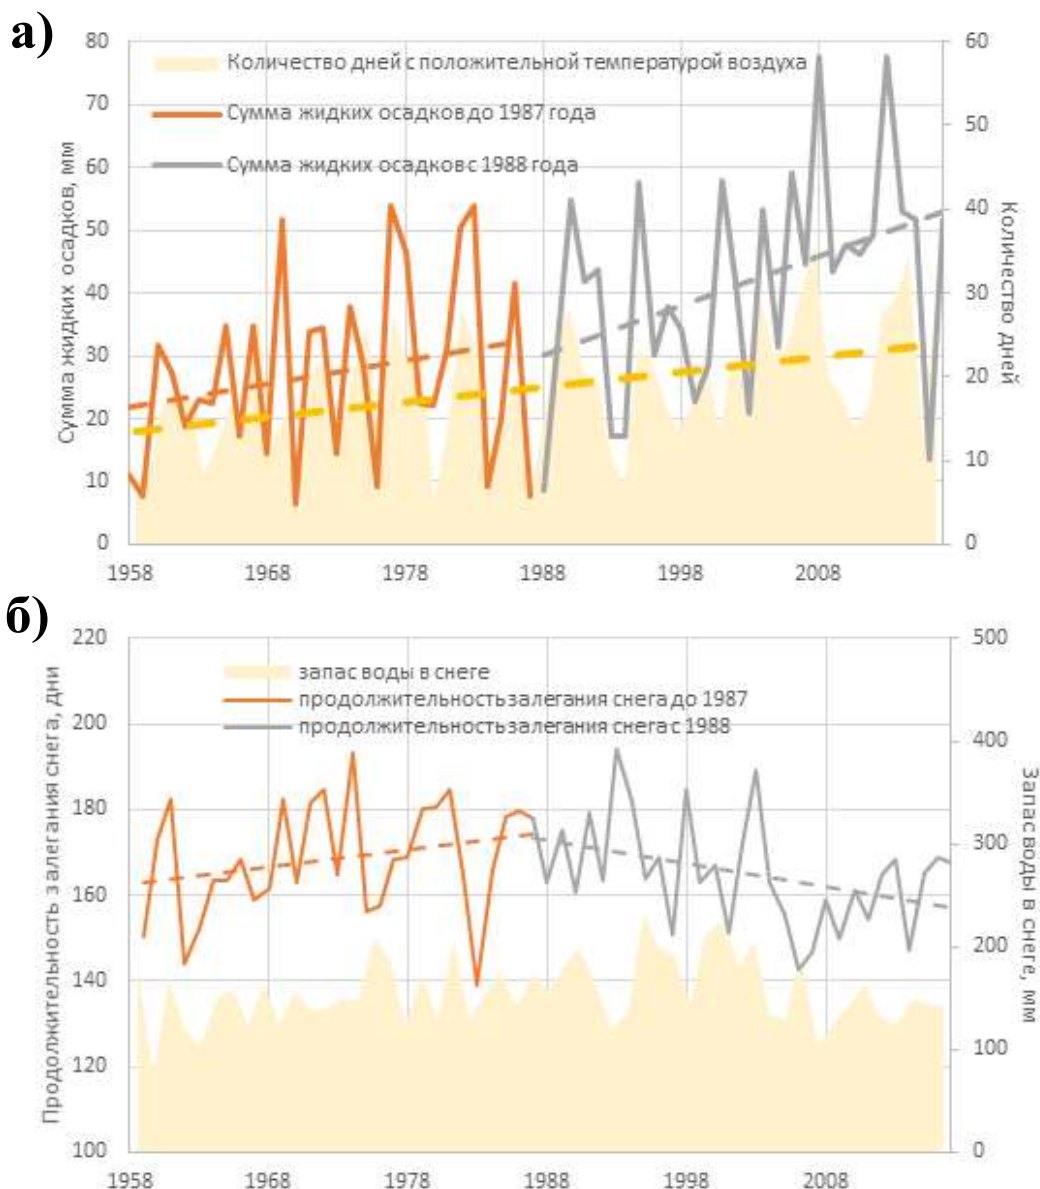 а)
80
70
60
50
40
30
20
10
0
Сумма жидких осадков, мм
Количество дней с положительной температурой воздуха
Сумма жидких осадков до 1987 года
Сумма жидких осадков с 1988 года
60
50
40
30
20
10
0
Количество дней
1958 1968 1978 1988 1998 2008
б)
220
200
180
160
140
120
100
Продолжительность залегания снега, дни
запас воды в снеге
продолжительность залегания снега до 1987
продолжительность залегания снега с 1988
500
400
300
200
100
0
Запас воды в снеге, мм
1958 1968 1978 1988 1998 2008